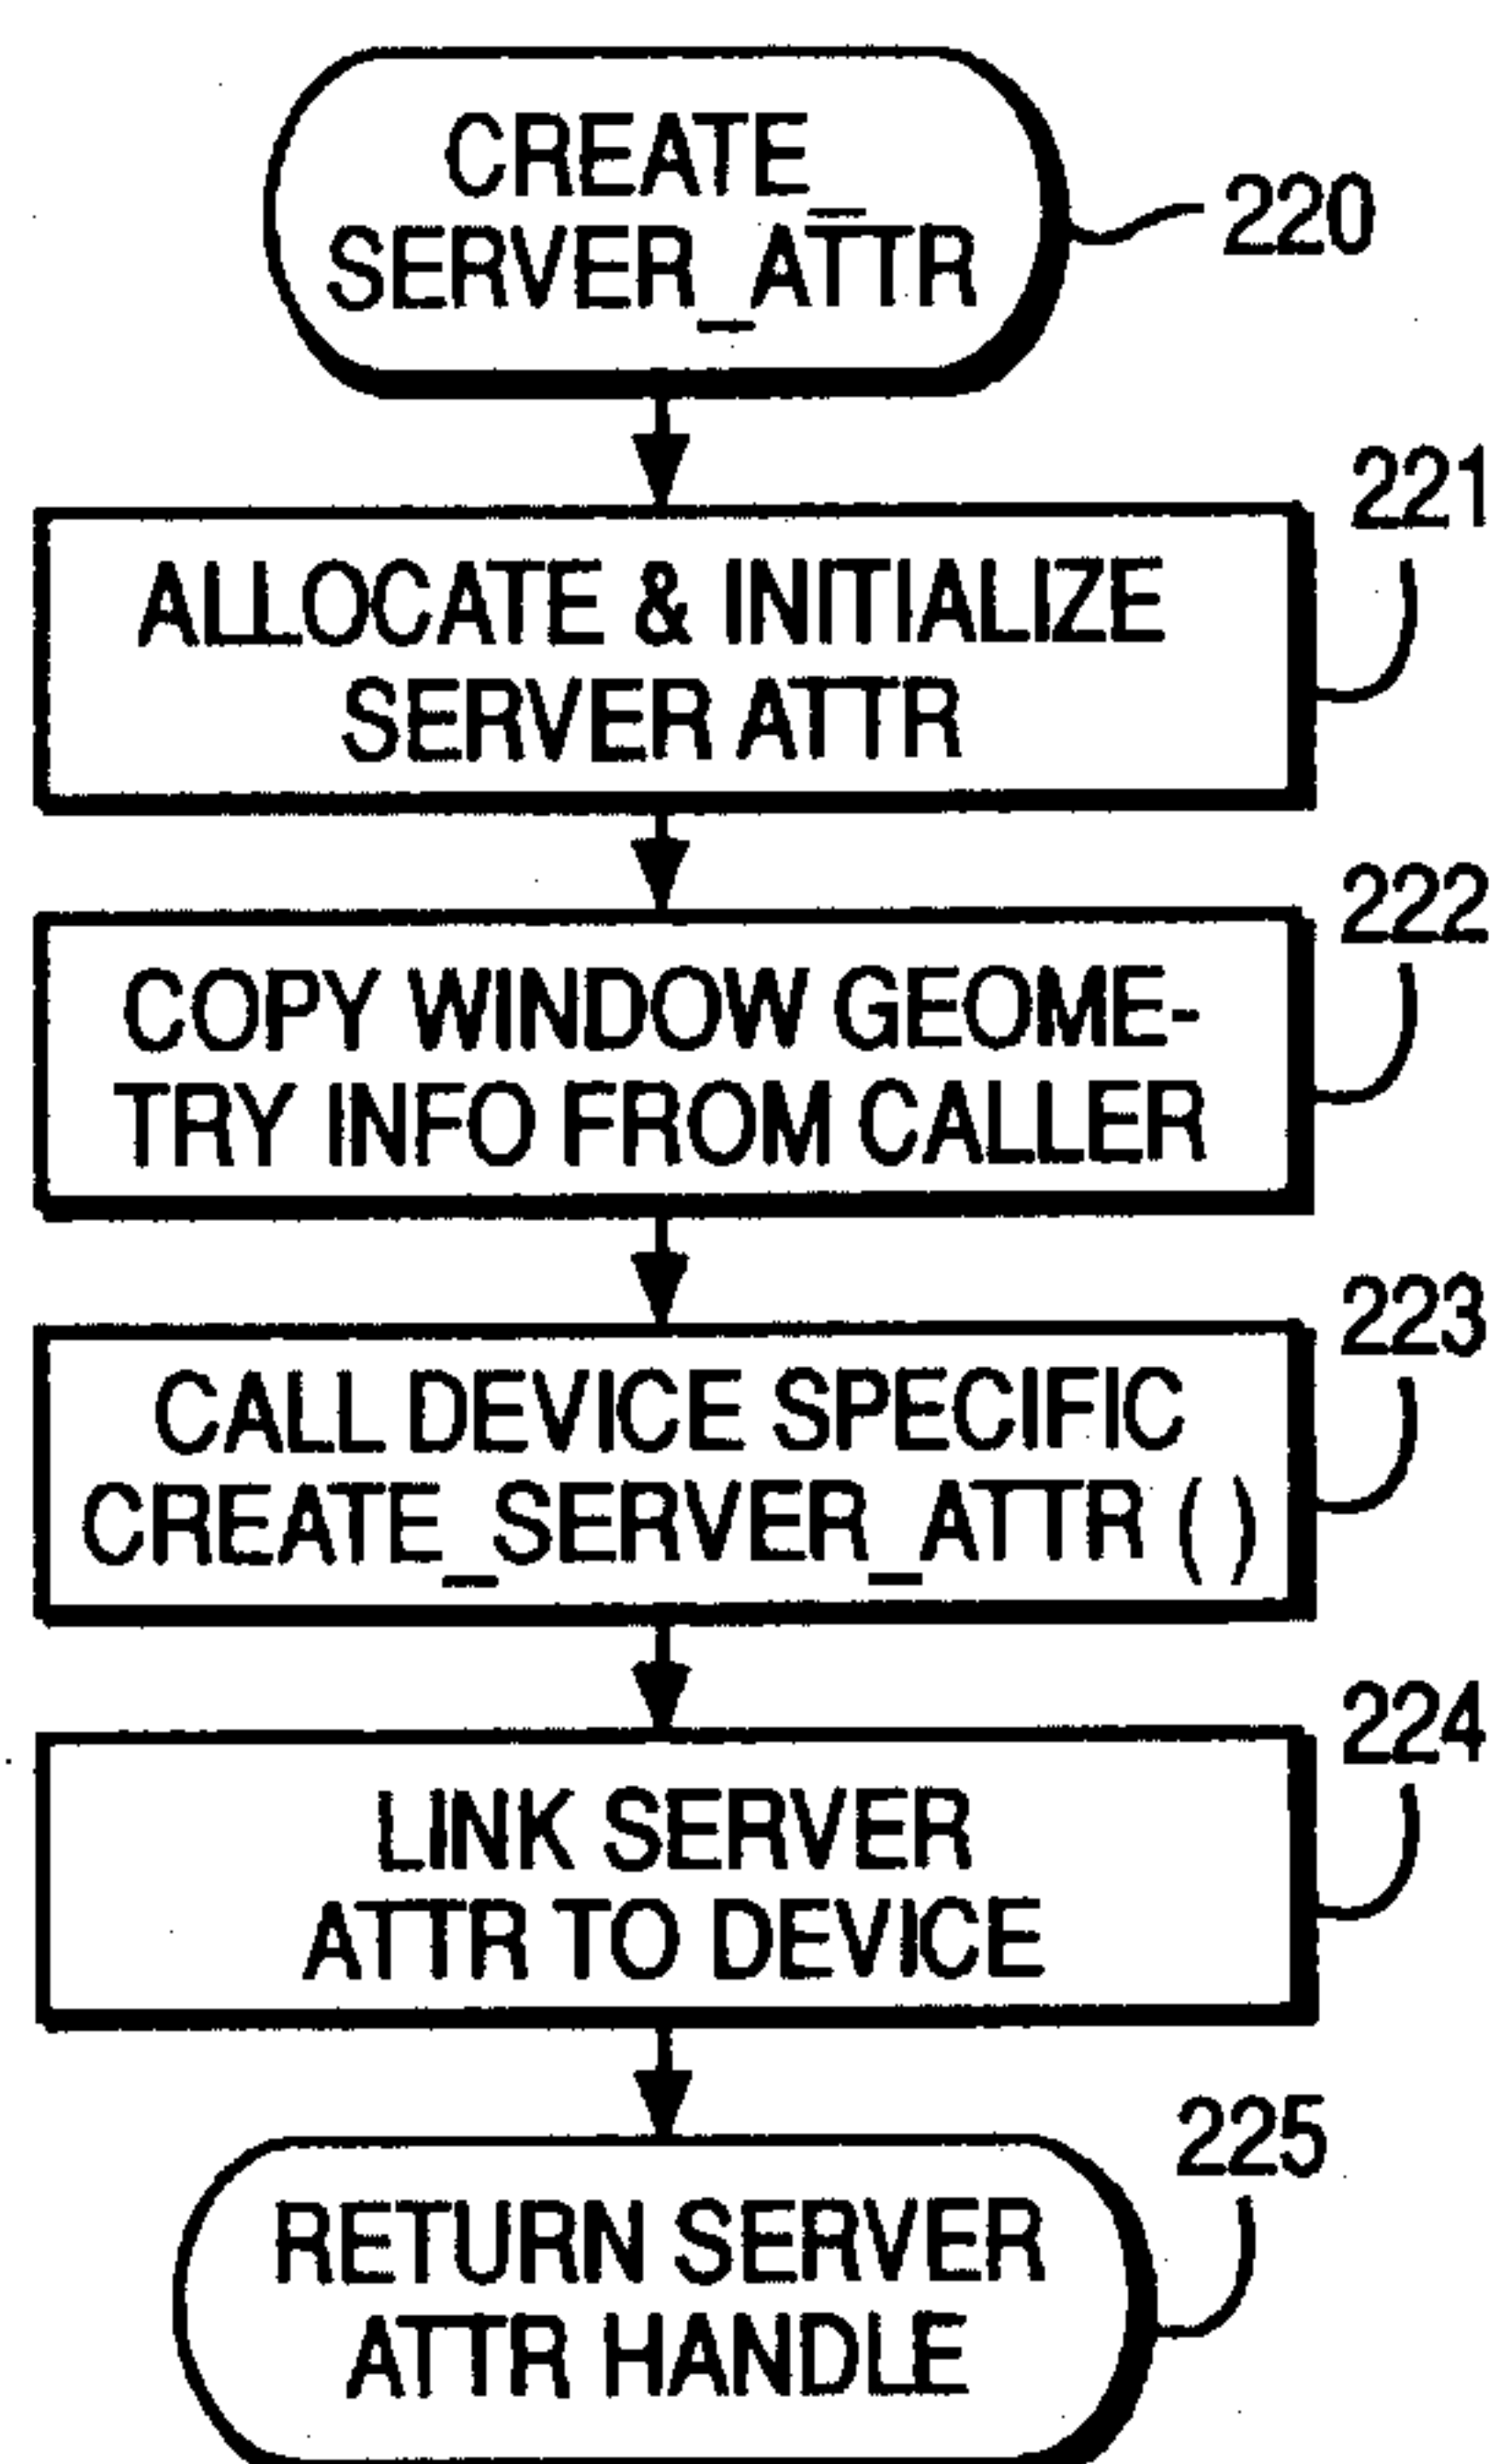 CREATE_
SERVER_ATTR
220
221
ALLOCATE & INITIALIZE
SERVER ATTR
222
COPY WINDOW GEOME-
TRY INFO FROM CALLER
223
CALL DEVICE SPECIFIC
CREATE_SERVER_ATTR ( )
224
LINK SERVER
ATTR TO DEVICE
225
RETURN SERVER
ATTR HANDLE